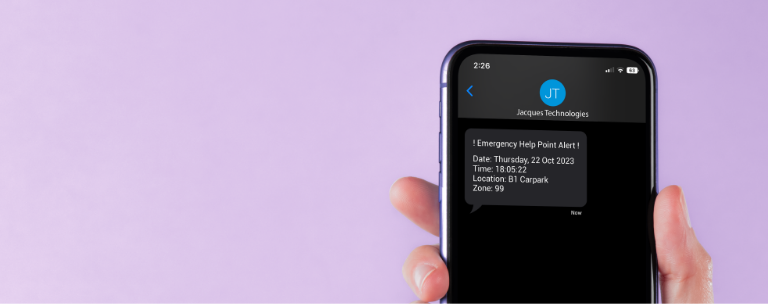 2:26
JT
Jacques Technologies
! Emergency Help Point Alert !
Date: Thursday, 22 Oct 2023
Time: 18:05:22
Location: B1 Carpark
Zone: 99
Now